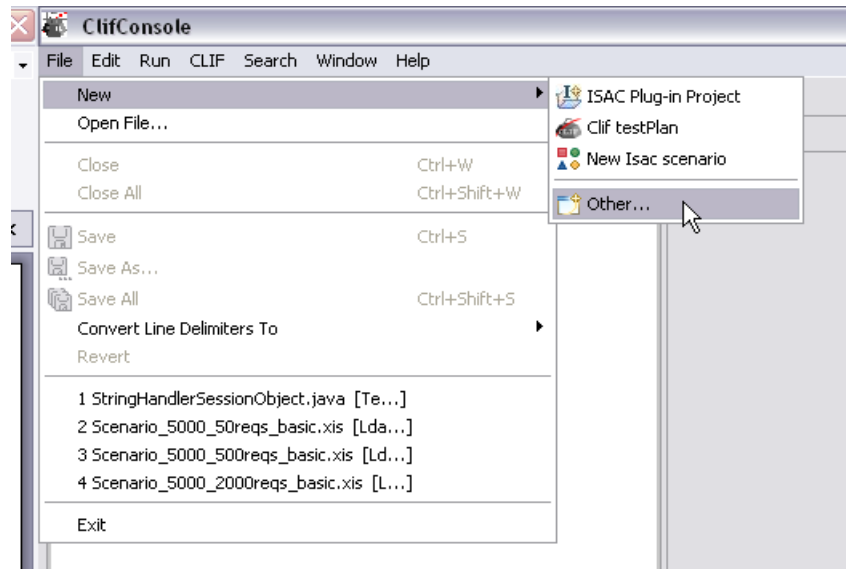 ClifConsole
File Edit Run CLIF Search Window Help
New
Open File...
Close Ctrl+W
Close All Ctrl+Shift+W
Save Ctrl+S
Save As...
Save All Ctrl+Shift+S
Convert Line Delimiters To
Revert
1 StringHandlerSessionObject.java [Te...]
2 Scenario_5000_50reqs_basic.xis [Lda...]
3 Scenario_5000_500reqs_basic.xis [Ld...]
4 Scenario_5000_2000reqs_basic.xis [L...]
Exit
ISAC Plug-in Project
Clif testPlan
New Isac scenario
Other...